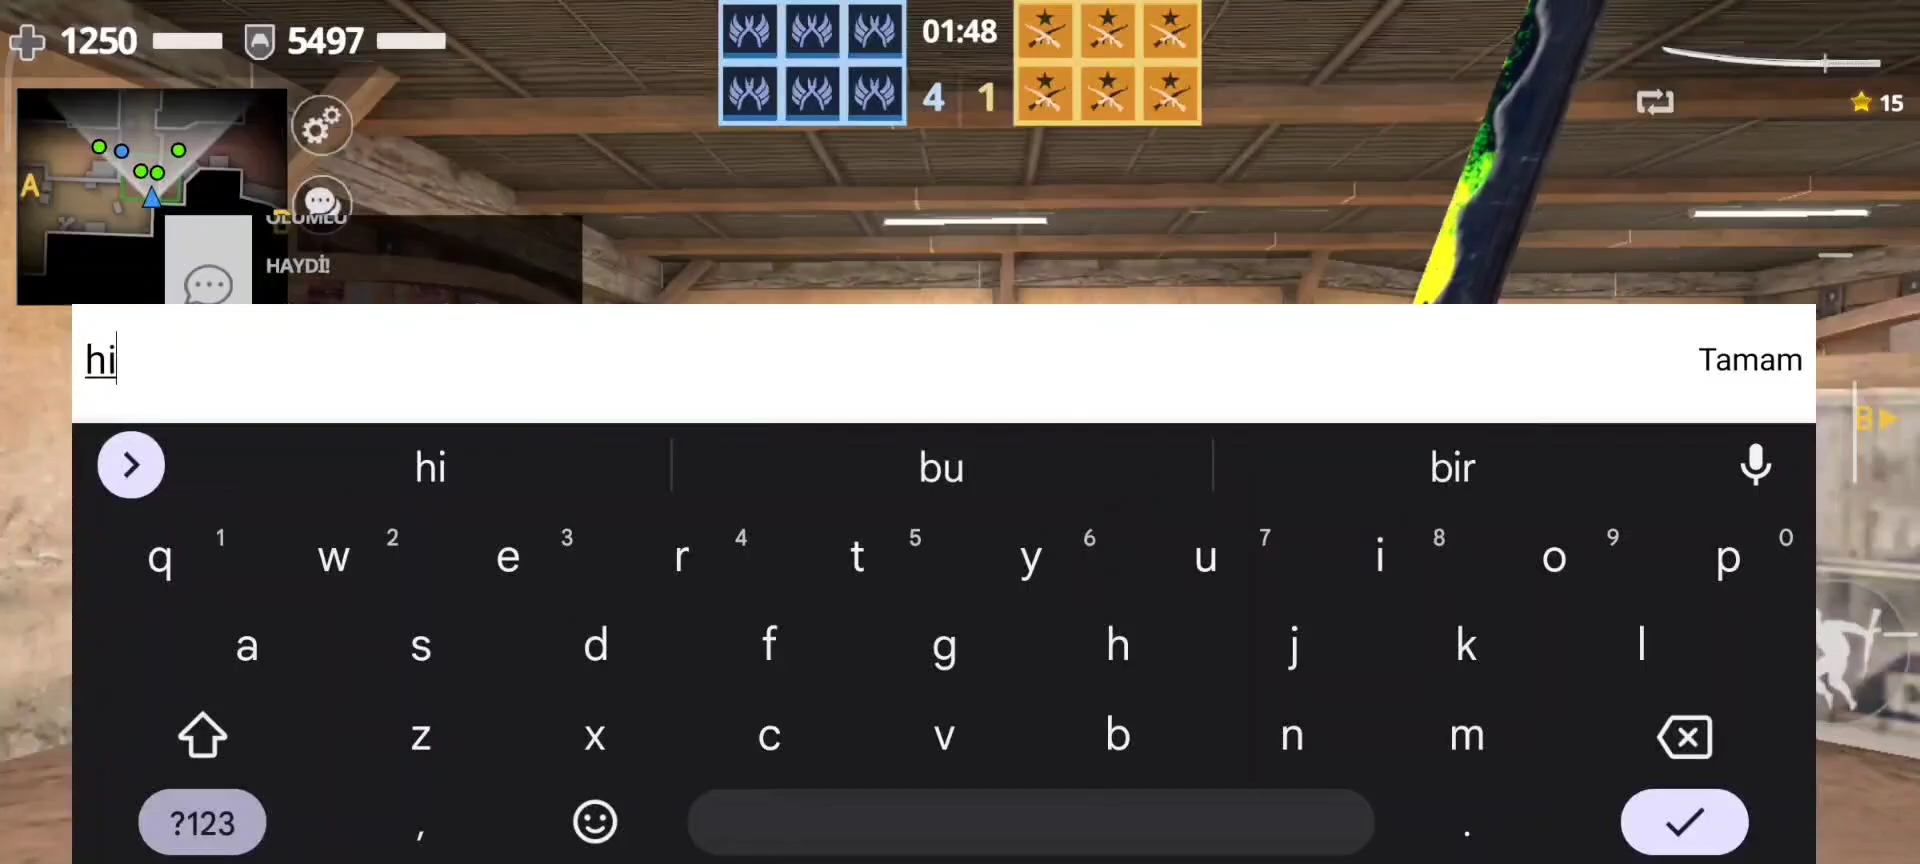 1250 5497 01:48
4 1
15
A
OLUMLU
HAYDİ!
hi Tamam
B
hi bu bir
q 1 w 2 e 3 r 4 t 5 y 6 u 7 i 8 o 9 p 0
a s d f g h j k l
z x c v b n m
?123 , .